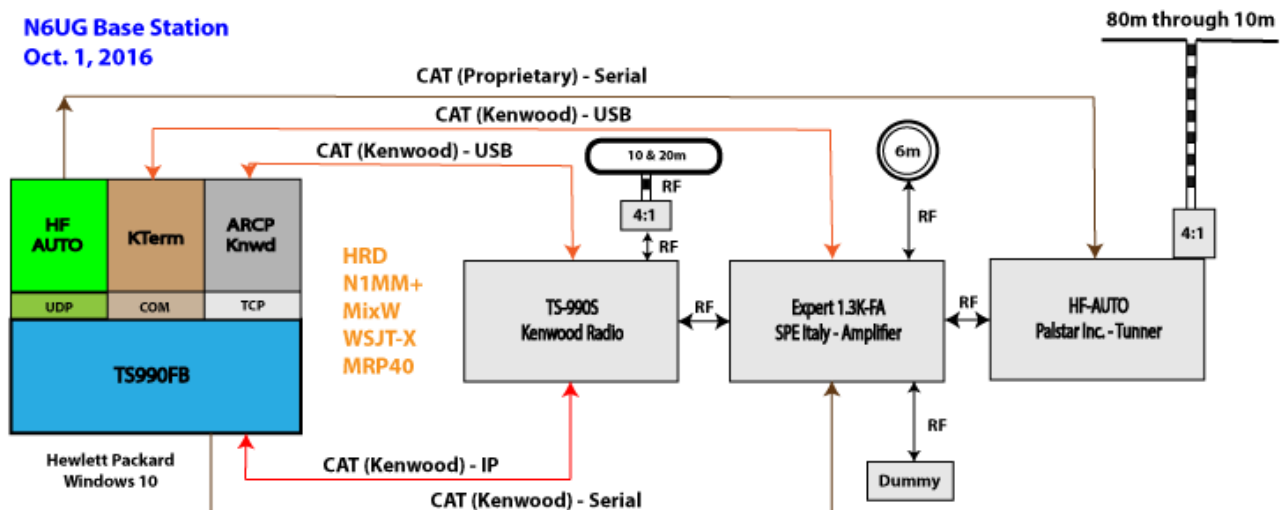 N6UG Base Station
Oct. 1, 2016
80m through 10m
CAT (Proprietary) - Serial
CAT (Kenwood) - USB
CAT (Kenwood) - USB
10 & 20m
RF
4:1
RF
6m
RF
4:1
HF
AUTO
KTerm
ARCP
Knwd
UDP
COM
TCP
TS990FB
Hewlett Packard
Windows 10
HRD
N1MM+
MixW
WSJT-X
MRP40
TS-990S
Kenwood Radio
RF
Expert 1.3K-FA
SPE Italy - Amplifier
RF
HF-AUTO
Palstar Inc. - Tunner
RF
Dummy
CAT (Kenwood) - IP
CAT (Kenwood) - Serial